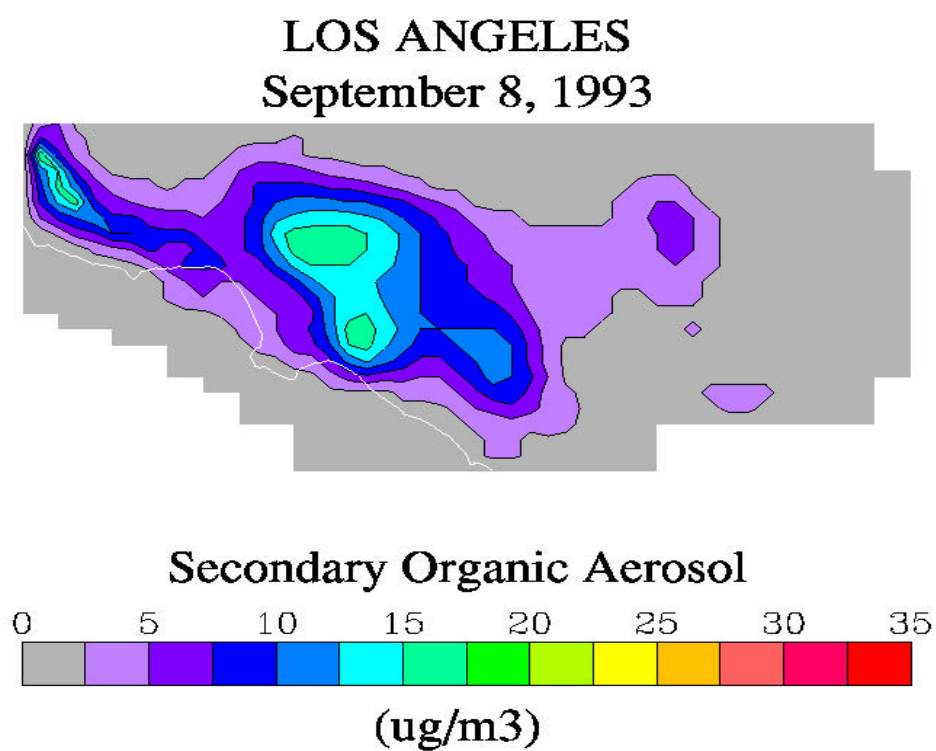 LOS ANGELES
September 8, 1993
Secondary Organic Aerosol
0 5 10 15 20 25 30 35
(ug/m3)